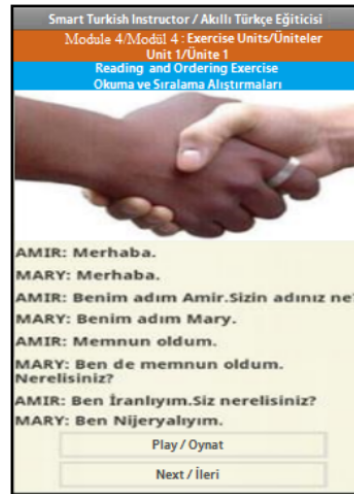 Smart Turkish Instructor / Akıllı Türkçe Eğiticisi
Module 4/Modül 4 : Exercise Units/Üniteler
Unit 1/Ünite 1
Reading and Ordering Exercise
Okuma ve Sıralama Alıştırmaları
AMIR: Merhaba.
MARY: Merhaba.
AMIR: Benim adım Amir.Sizin adınız ne?
MARY: Benim adım Mary.
AMIR: Memnun oldum.
MARY: Ben de memnun oldum.
Nerelisiniz?
AMIR: Ben İranlıyım.Siz nerelisiniz?
MARY: Ben Nijeryalıyım.
Play / Oynat
Next / İleri